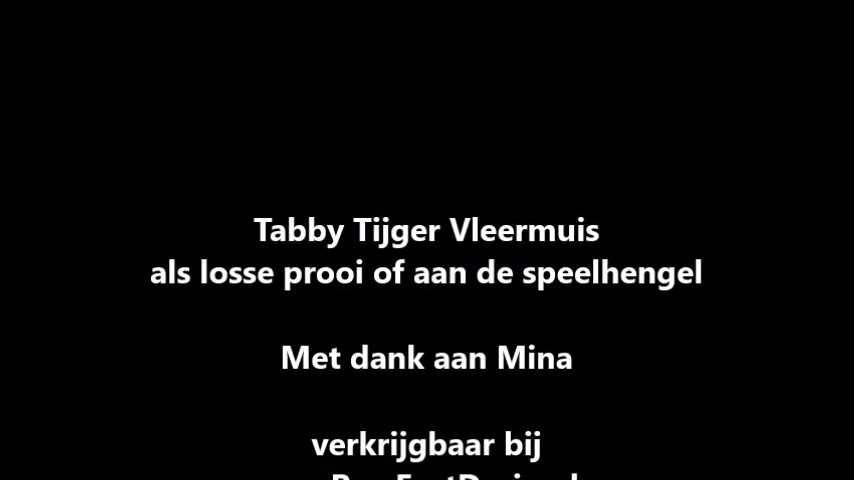 Tabby Tijger Vleermuis
als losse prooi of aan de speelhengel
Met dank aan Mina
verkrijgbaar bij